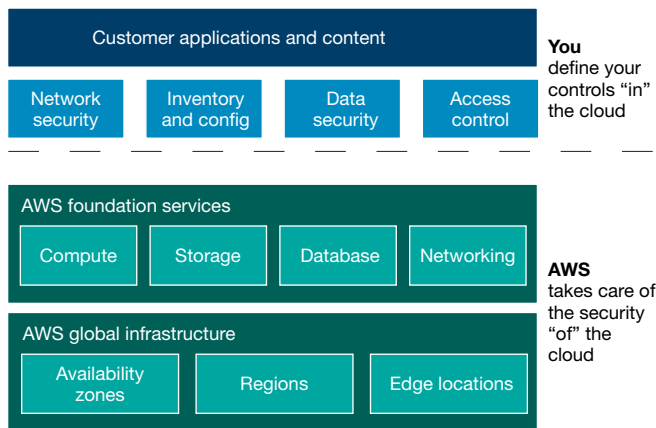 Customer applications and content
Network
security
Inventory
and config
Data
security
Access
control
You
define your
controls “in”
the cloud
AWS foundation services
Compute
Storage
Database
Networking
AWS global infrastructure
Availability
zones
Regions
Edge locations
AWS
takes care of
the security
“of” the
cloud